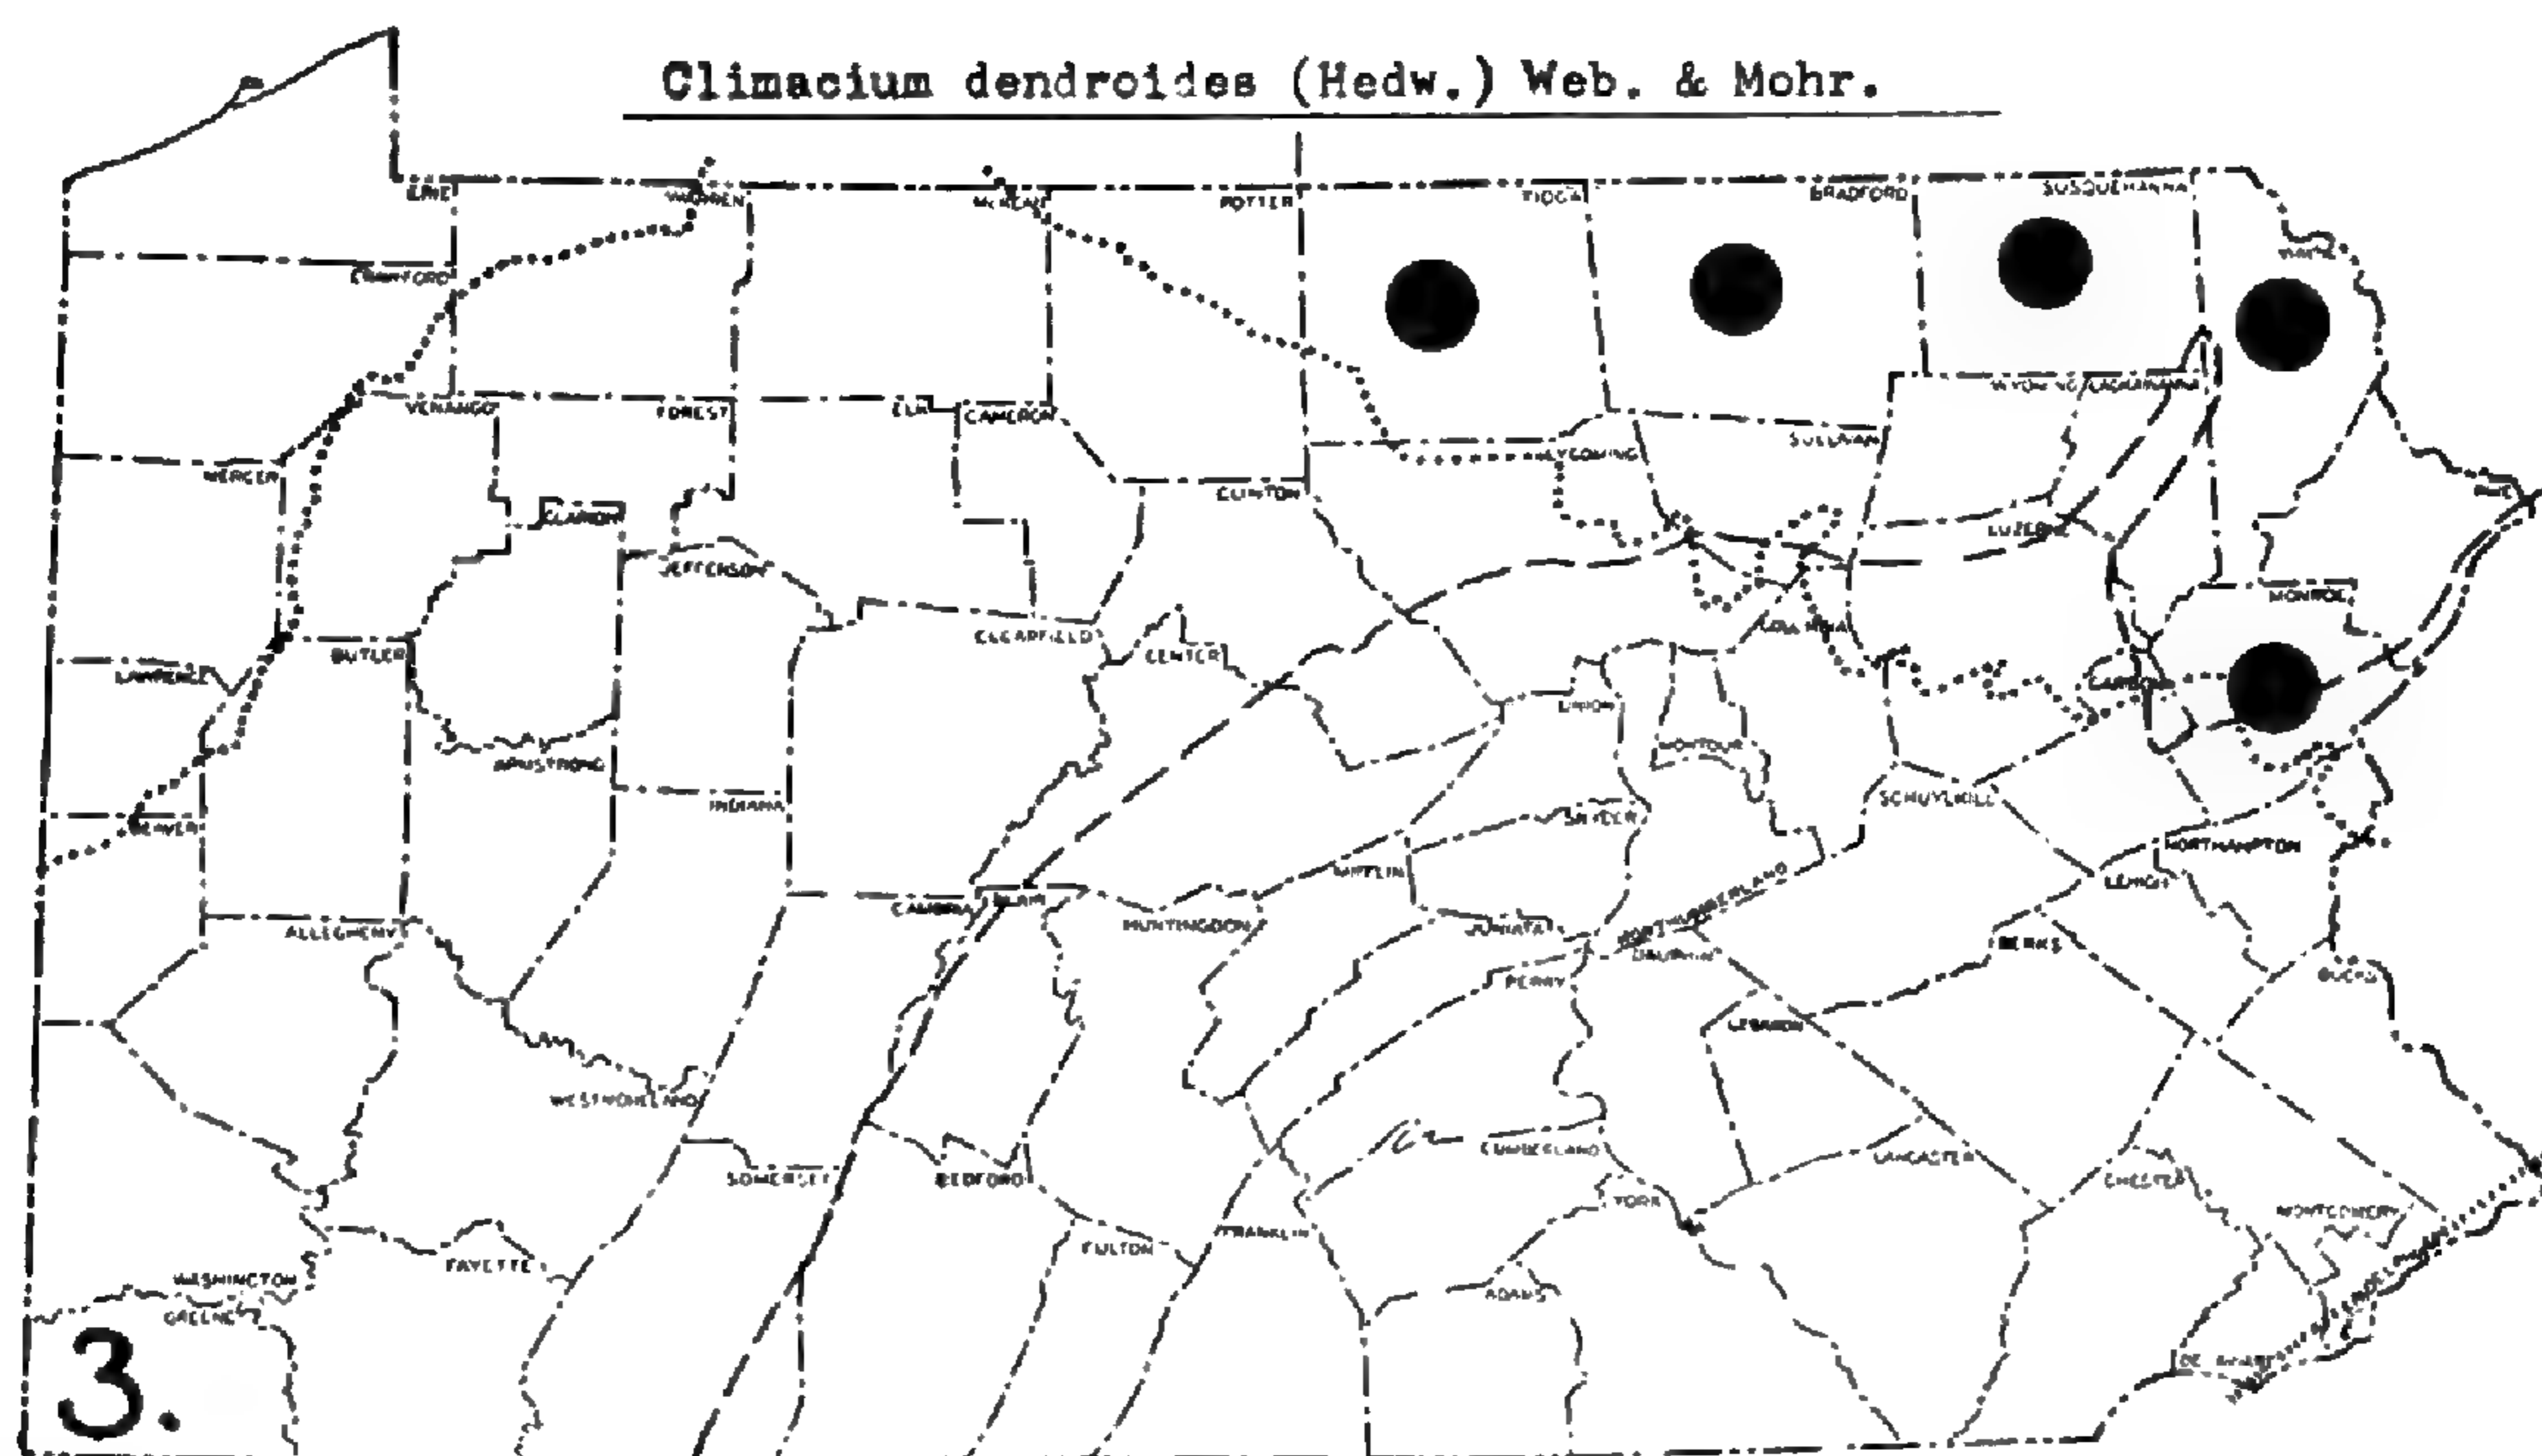 Climacium dendroides (Hedw.) Web. & Mohr.
ERIE
WARREN
McKEAN
POTTER
TIOGA
BRADFORD
SUSQUEHANNA
WAYNE
CRAWFORD
VENANGO
FOREST
ELK
CAMERON
WYOMING
LACKAWANNA
MERCER
CLARION
CLINTON
LYCOMING
SULLIVAN
LUZERNE
PIKE
JEFFERSON
MONROE
LAWRENCE
BUTLER
CLEARFIELD
CENTER
COLUMBIA
CARBON
UNION
ARMSTRONG
MONTOUR
BEAVER
INDIANA
SNYDER
SCHUYLKILL
NORTHAMPTON
ALLEGHENY
CAMBRIA
BLAIR
HUNTINGDON
MIFFLIN
JUNIATA
NORTHUMBERLAND
LEHIGH
PERRY
DAUPHIN
BERKS
BUCKS
LEBANON
WESTMORELAND
SOMERSET
BEDFORD
CUMBERLAND
LANCASTER
CHESTER
YORK
MONTGOMERY
WASHINGTON
GREENE
FAYETTE
FULTON
FRANKLIN
ADAMS
DELAWARE
3.